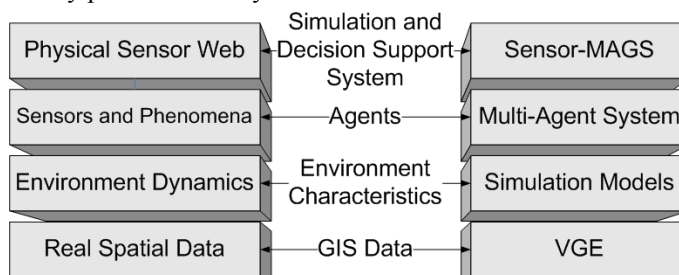 Simulation and
Physical Sensor Web
Decision Support
Sensor-MAGS
System
Sensors and Phenomena
Agents
Multi-Agent System
Environment Dynamics
Environment
Characteristics
Simulation Models
Real Spatial Data
GIS Data
VGE